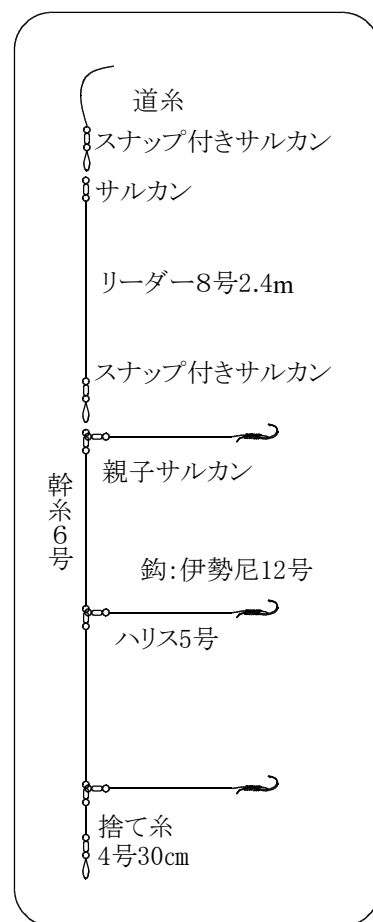 道糸
スナップ付きサルカン
サルカン
リーダー8号2.4m
スナップ付きサルカン
親子サルカン
幹糸6号
鈎:伊勢尼12号
ハリス5号
捨て糸
4号30㎝